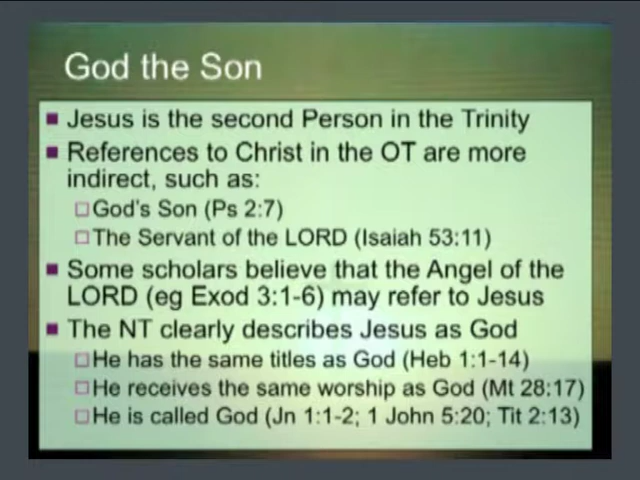 God the Son
Jesus is the second Person in the Trinity
References to Christ in the OT are more
indirect, such as:
God's Son (Ps 2:7)
The Servant of the LORD (Isaiah 53:11)
Some scholars believe that the Angel of the
LORD (eg Exod 3:1-6) may refer to Jesus
The NT clearly describes Jesus as God
He has the same titles as God (Heb 1:1-14)
He receives the same worship as God (Mt 28:17)
He is called God (Jn 1:1-2; 1 John 5:20; Tit 2:13)